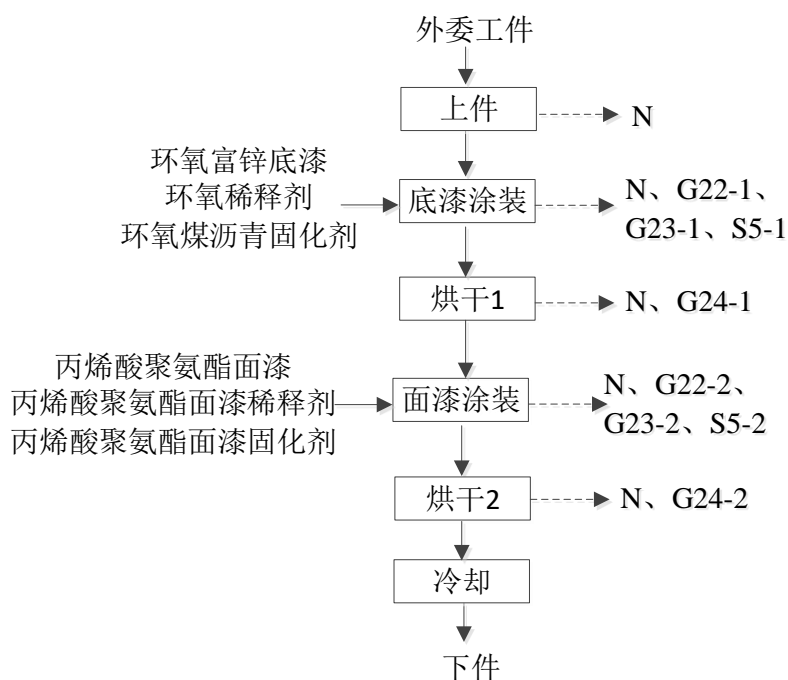 外委工件
上件
N
环氧富锌底漆
环氧稀释剂
环氧煤沥青固化剂
底漆涂装
N、G22-1、
G23-1、S5-1
烘干1
N、G24-1
丙烯酸聚氨酯面漆
丙烯酸聚氨酯面漆稀释剂
丙烯酸聚氨酯面漆固化剂
面漆涂装
N、G22-2、
G23-2、S5-2
烘干2
N、G24-2
冷却
下件